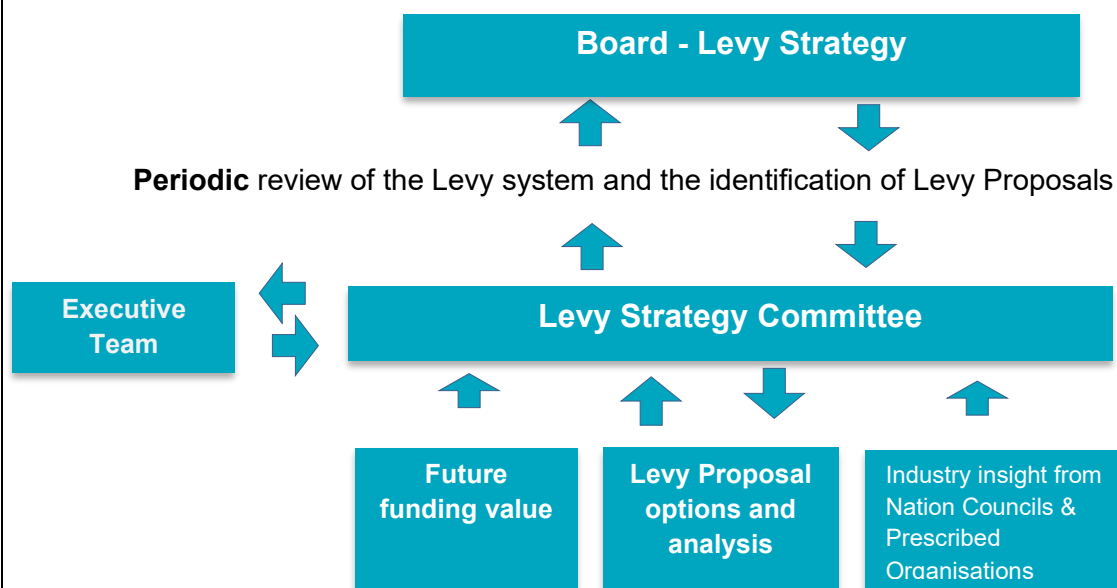 Board - Levy Strategy
Periodic review of the Levy system and the identification of Levy Proposals
Executive
Team
Levy Strategy Committee
Future
funding value
Levy Proposal
options and
analysis
Industry insight from
Nation Councils &
Prescribed
Organisations